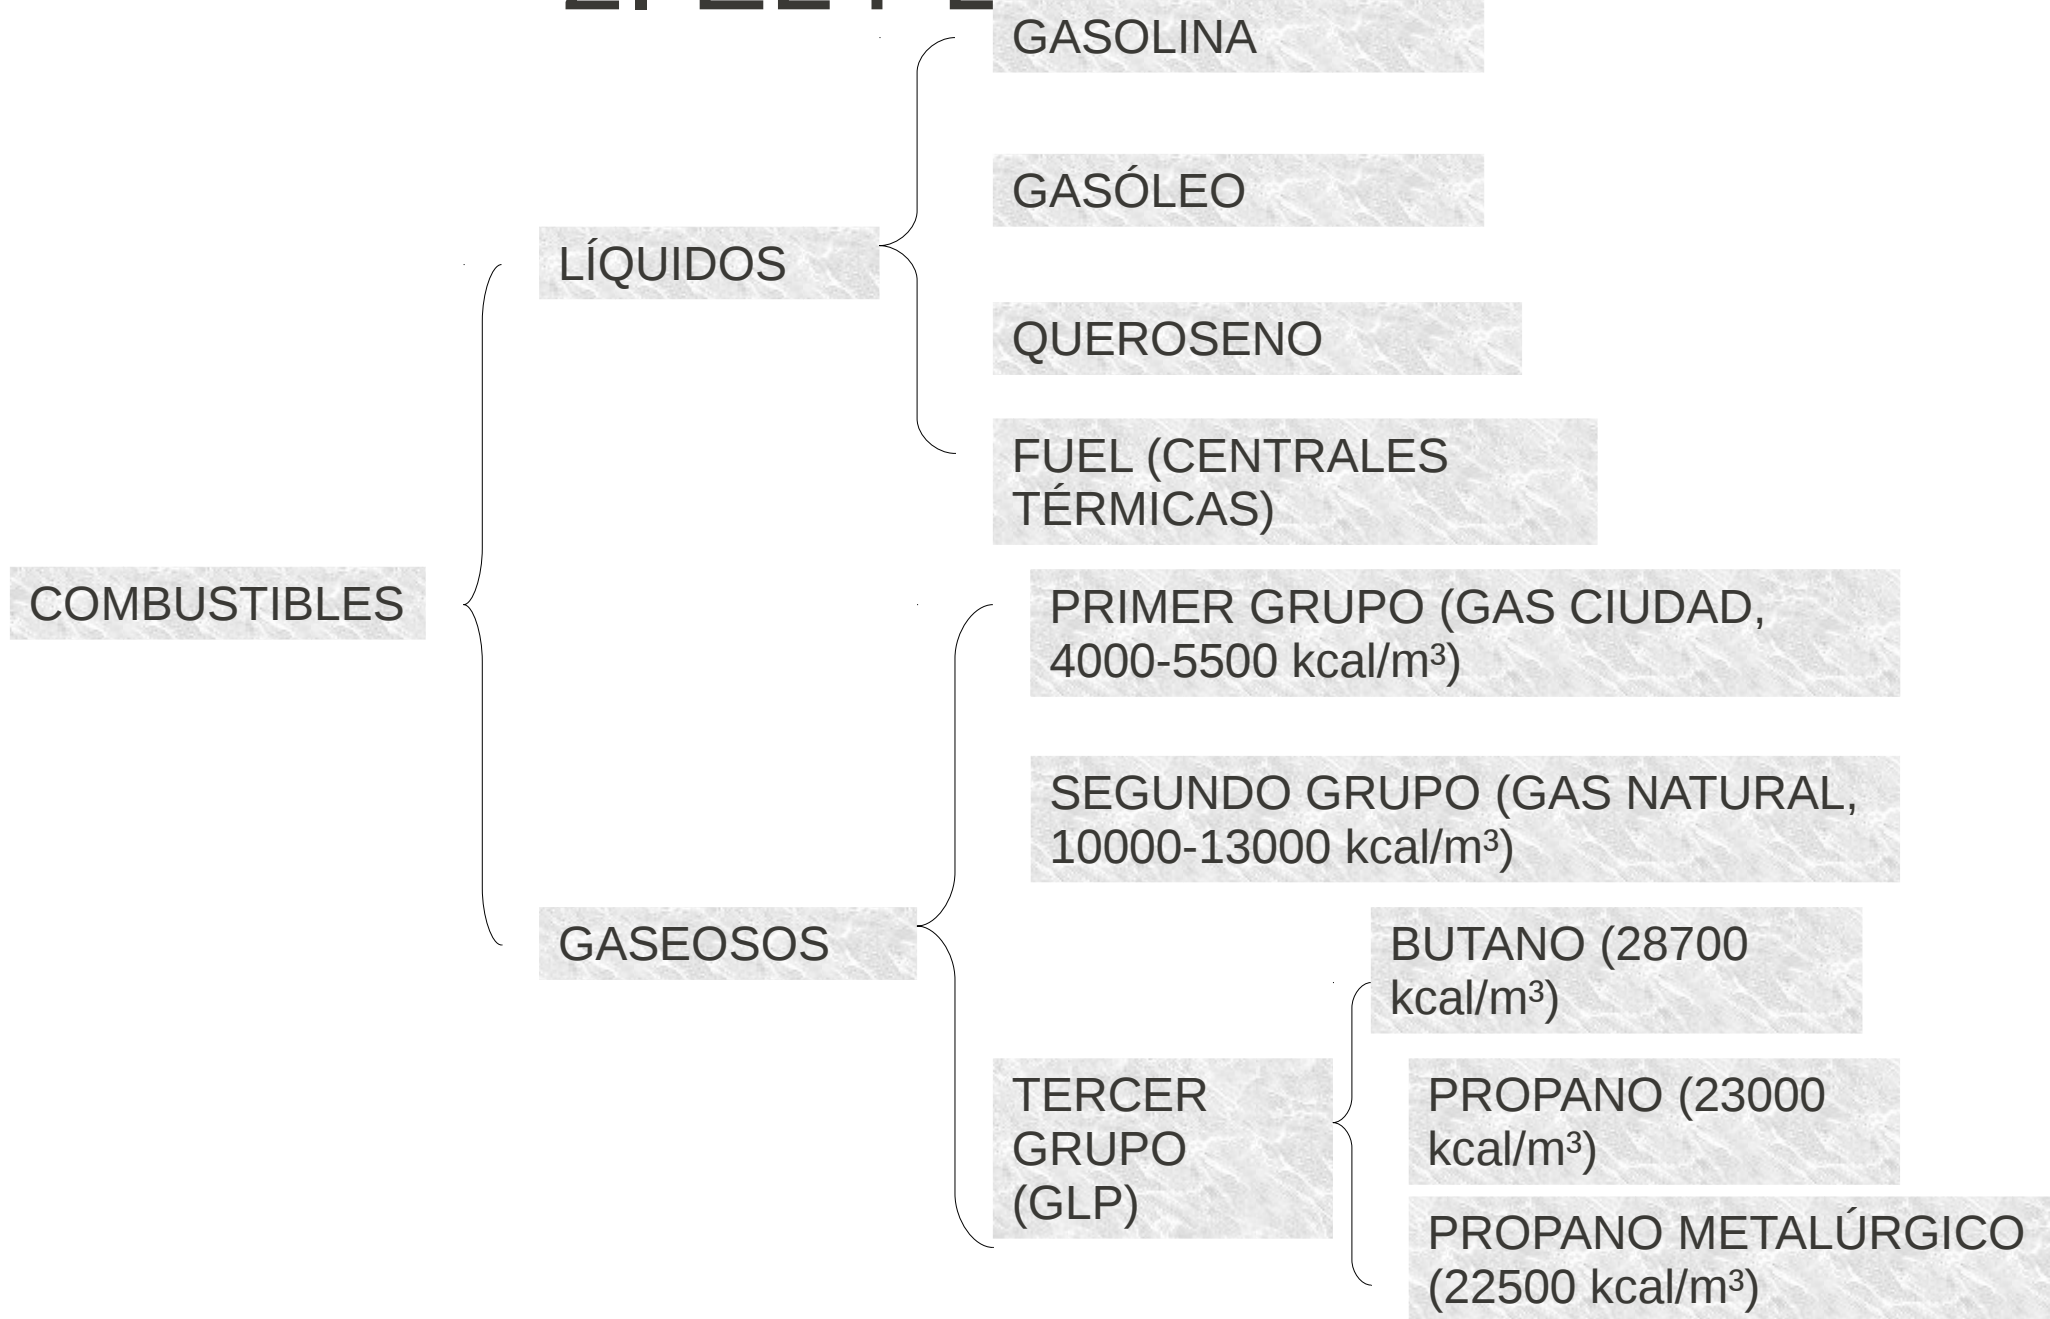 GASOLINA
GASÓLEO
LÍQUIDOS
QUEROSENO
FUEL (CENTRALES
TÉRMICAS)
COMBUSTIBLES
PRIMER GRUPO (GAS CIUDAD,
4000-5500 kcal/m³)
SEGUNDO GRUPO (GAS NATURAL,
10000-13000 kcal/m³)
GASEOSOS
BUTANO (28700
kcal/m³)
TERCER
GRUPO
(GLP)
PROPANO (23000
kcal/m³)
PROPANO METALÚRGICO
(22500 kcal/m³)